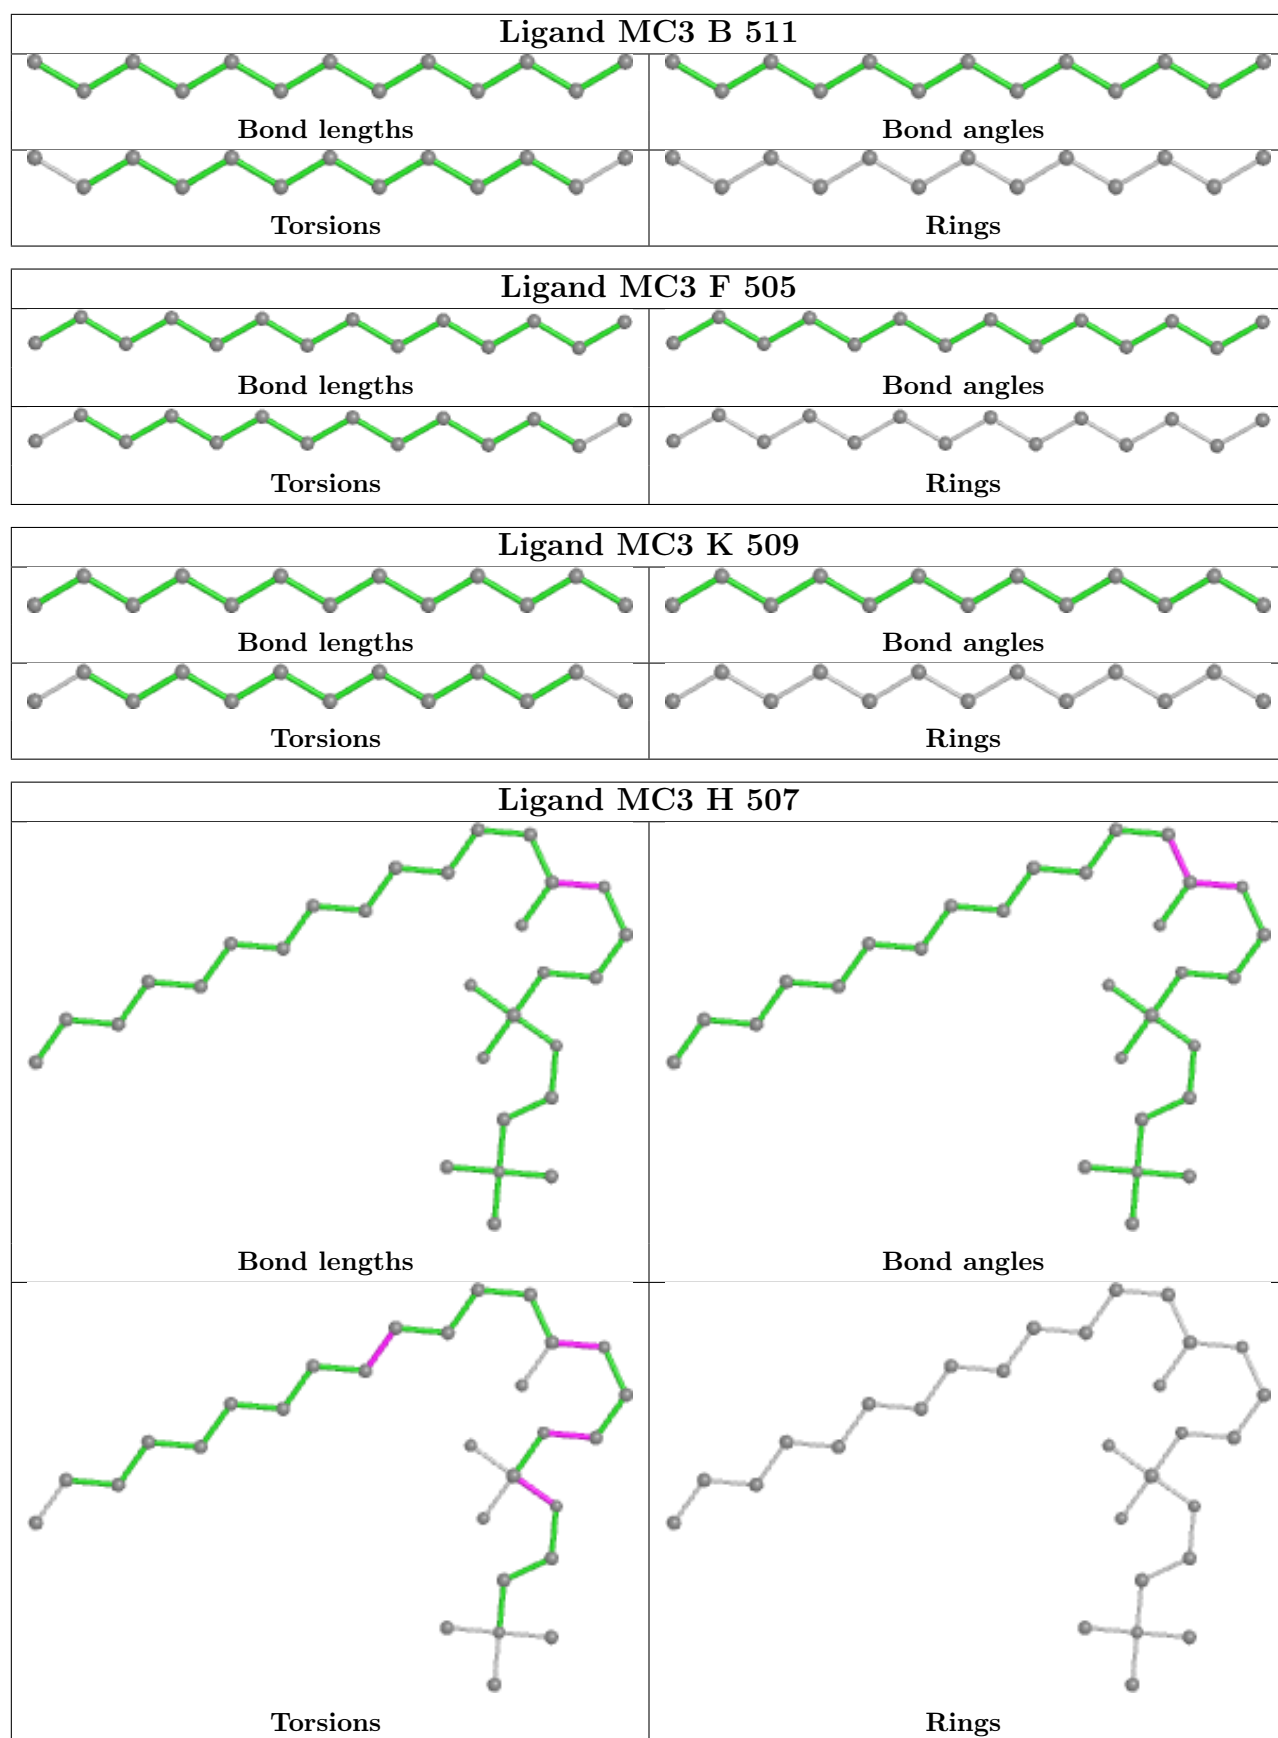 Ligand MC3 B 511
Bond lengths
Bond angles
Torsions
Rings
Ligand MC3 F 505
Bond lengths
Bond angles
Torsions
Rings
Ligand MC3 K 509
Bond lengths
Bond angles
Torsions
Rings
Ligand MC3 H 507
Bond lengths
Bond angles
Torsions
Rings